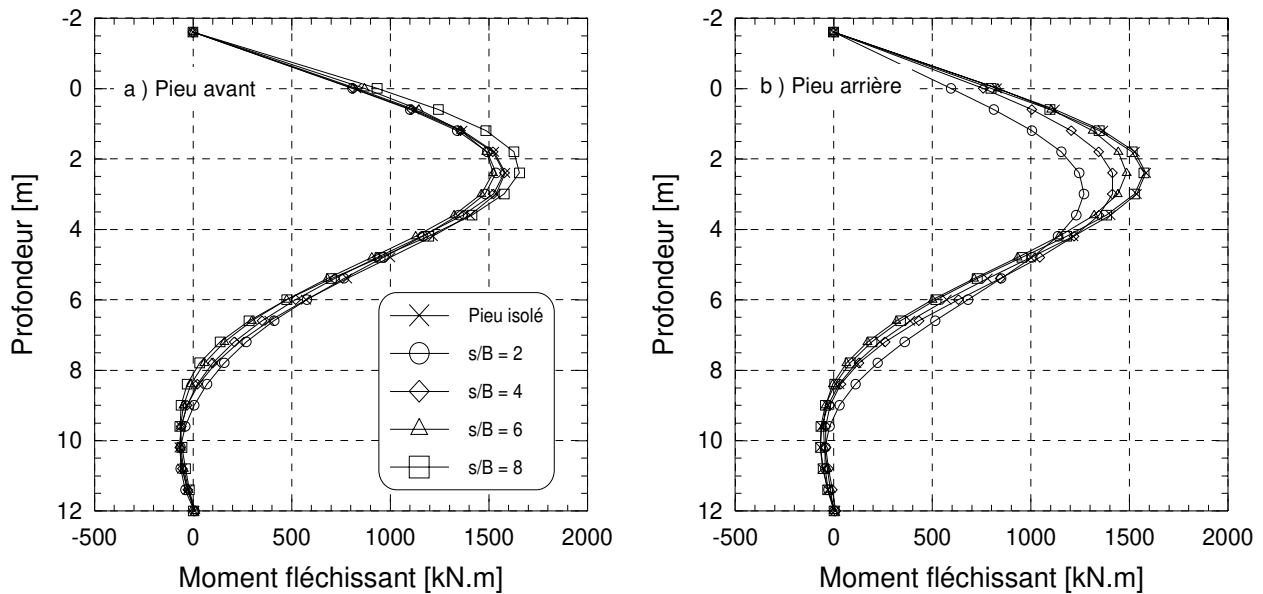 a ) Pieu avant
Profondeur [m]
-2
0
2
4
6
8
10
12
-500
0
500
1000
1500
2000
Moment fléchissant [kN.m]
Pieu isolé
s/B = 2
s/B = 4
s/B = 6
s/B = 8
b ) Pieu arrière
Profondeur [m]
-2
0
2
4
6
8
10
12
-500
0
500
1000
1500
2000
Moment fléchissant [kN.m]